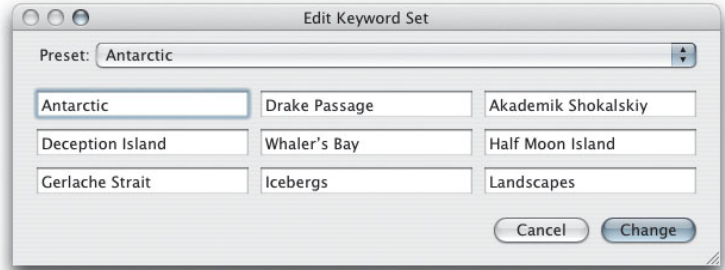 Edit Keyword Set
Preset: Antarctic
Antarctic Drake Passage Akademik Shokalskiy
Deception Island Whaler's Bay Half Moon Island
Gerlache Strait Icebergs Landscapes
Cancel Change